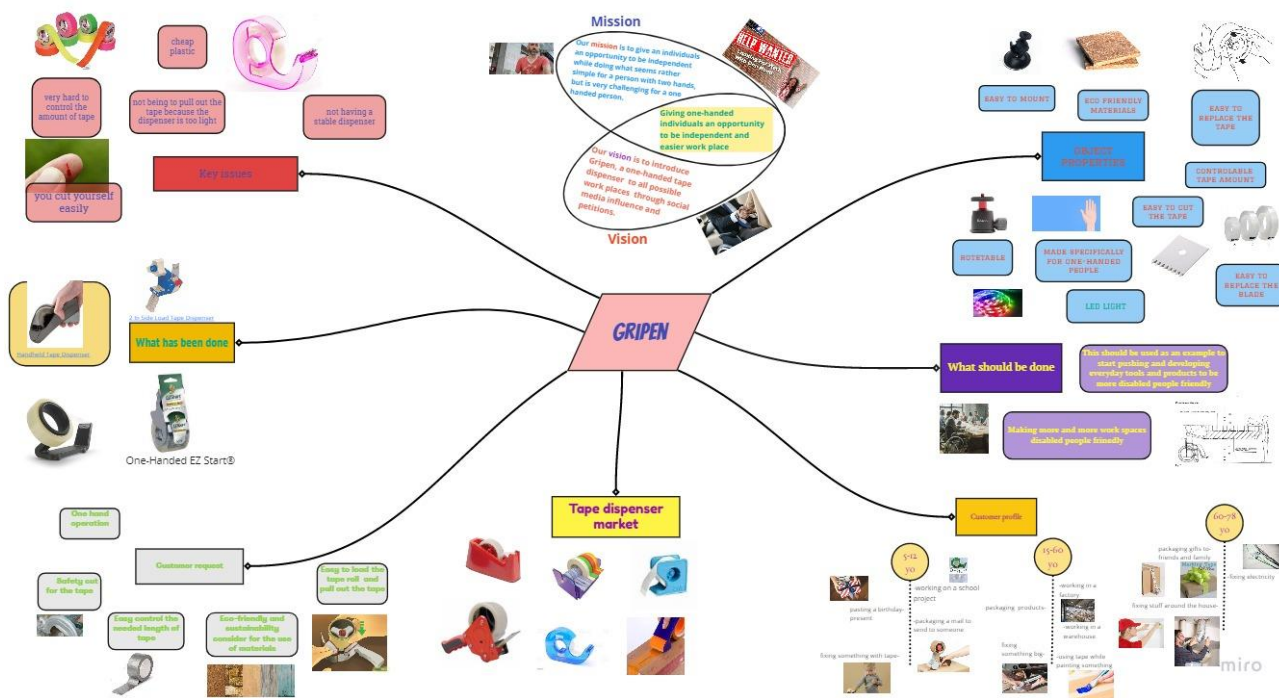 cheap
plastic
very hard to
control the
amount of tape
not being to pull out the
tape because the
dispenser is too light
not having a
stable dispenser
you cut yourself
easily
Key issues
Mission
Our mission is to give an individuals
an opportunity to be independent
while doing what seems rather
simple for a person with two hands,
but is very challenging for a one
handed person.
HELP WANTED
Giving one-handed
individuals an opportunity
to be independent and
easier work place
Our vision is to introduce
Gripen, a one-handed tape
dispenser to all possible
work places through social
media influence and
petitions.
Vision
EASY TO MOUNT
ECO FRIENDLY
MATERIALS
EASY TO
REPLACE THE
TAPE
OBJECT
PROPERTIES
CONTROLABLE
TAPE AMOUNT
EASY TO CUT
THE TAPE
ROTETABLE
MADE SPECIFICALLY
FOR ONE-HANDED
PEOPLE
EASY TO
REPLACE THE
BLADE
LED LIGHT
GRIPEN
2 in Side Load Tape Dispenser
Handheld Tape Dispenser
What has been done
One-Handed EZ Start®
What should be done
This should be used as an example to
start pushing and developing
everyday tools and products to be
more disabled people friendly
Making more and more work spaces
disabled people frinedly
One hand
operation
Customer request
Safety cut
for the tape
Easy to load the
tape roll and
pull out the tape
Easy control the
needed length of
tape
Eco-friendly and
sustainability
consider for the use
of materials
Tape dispenser
market
Customer profile
5-12
yo
-working on a school
project
pasting a birthday-
present
-packaging a mail to
send to someone
fixing something with tape-
15-60
yo
-working in a
factory
packaging products-
-working in a
warehouse
fixing
something big-
-using tape while
painting something
60-78
yo
packaging gifts to-
friends and family
-fixing electricity
fixing stuff around the house-
miro